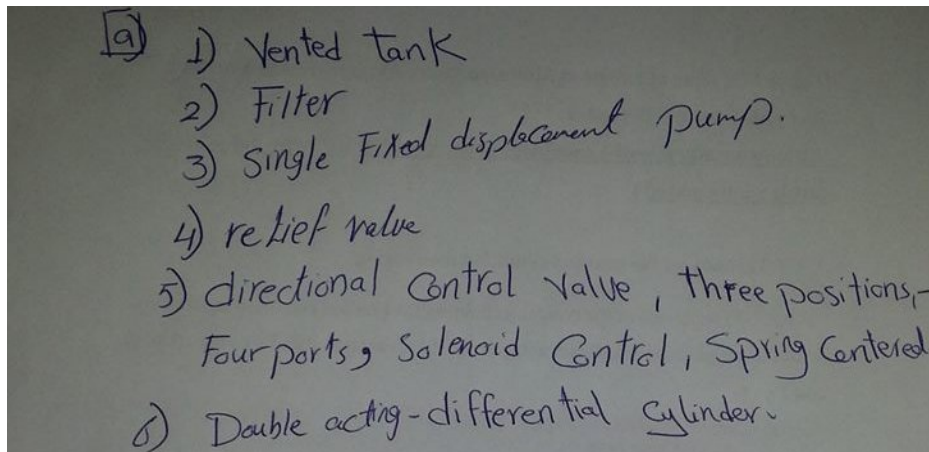 a) 1) Vented tank
2) Filter
3) Single Fixed displacement pump.
4) relief valve
5) directional Control valve, three positions,-
Four ports, Solenoid Control, Spring Centered
6) Double acting-differential Cylinder.